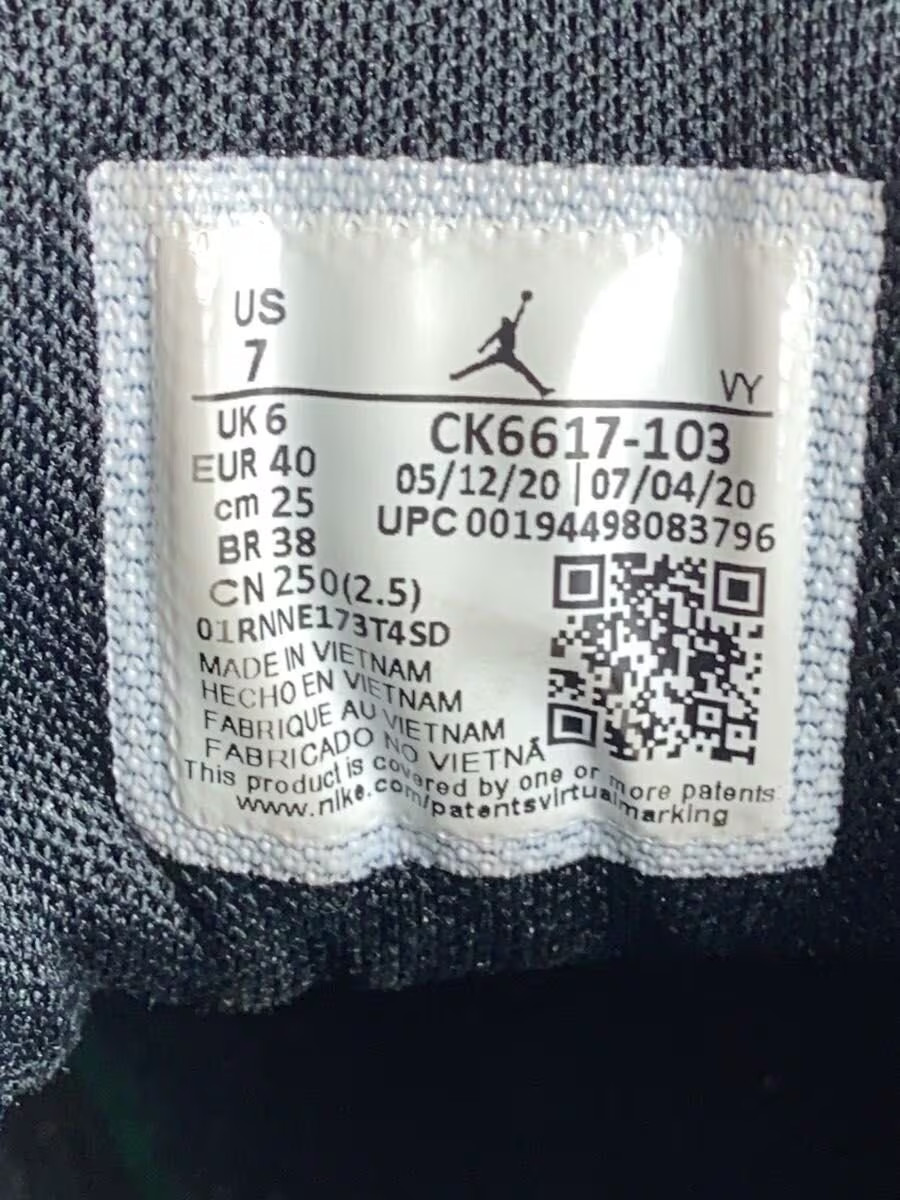 US
7
VY
UK 6
EUR 40
cm 25
BR 38
CN 250(2.5)
CK6617-103
05/12/20 | 07/04/20
UPC 00194498083796
01RNNE173T4SD
MADE IN VIETNAM
HECHO EN VIETNAM
FABRIQUE AU VIETNAM
FABRICADO NO VIETNÃ
This product is covered by one or more patents
www.nike.com/patentsvirtualmarking